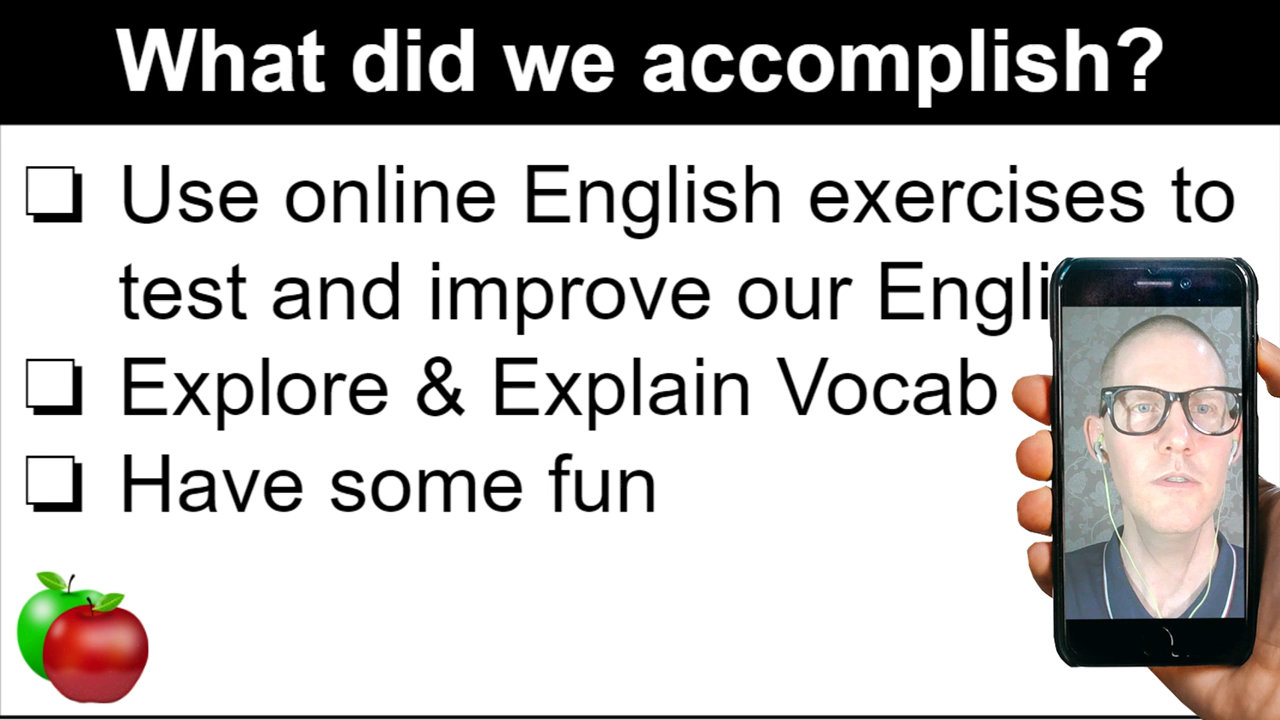 What did we accomplish?
Use online English exercises to
test and improve our Engli
Explore & Explain Vocab
Have some fun